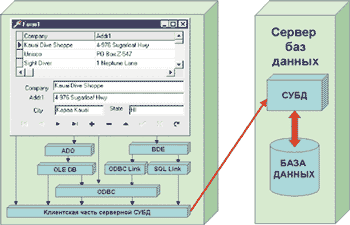 Form1
Company
Addr1
Kauai Dive Shoppe
4-976 Sugarloaf Hwy
Unisco
PO Box Z-547
Sight Diver
1 Neptune Lane
Company
Kauai Dive Shoppe
Addr1
4-976 Sugarloaf Hwy
City
Kapaa Kauai
State
HI
ADO
BDE
OLE DB
ODBC Link
SQL Link
ODBC
Клиентская часть серверной СУБД
Сервер
баз
данных
СУБД
БАЗА
ДАННЫХ